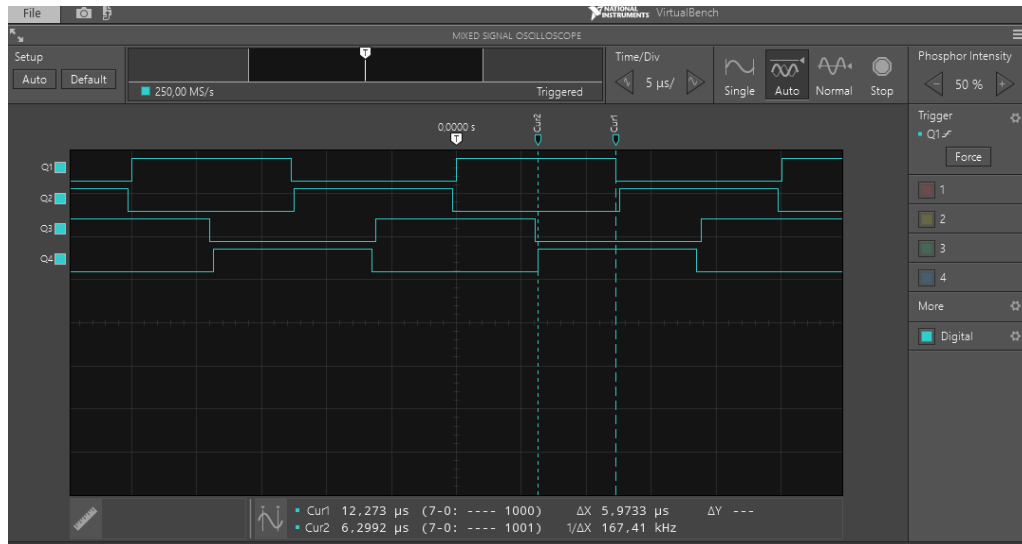 File NATIONAL INSTRUMENTS VirtualBench
MIXED SIGNAL OSCILLOSCOPE
Setup
Auto Default
250,00 MS/s T Triggered
Time/Div
5 µs/
Single Auto Normal Stop
Phosphor Intensity
- 50 % +
0,0000 s
T
Cur2
Cur1
Q1
Q2
Q3
Q4
Trigger
Q1
Force
1
2
3
4
More
Digital
Cur1 12,273 µs (7-0: ---- 1000) ΔX 5,9733 µs ΔY ---
Cur2 6,2992 µs (7-0: ---- 1001) 1/ΔX 167,41 kHz